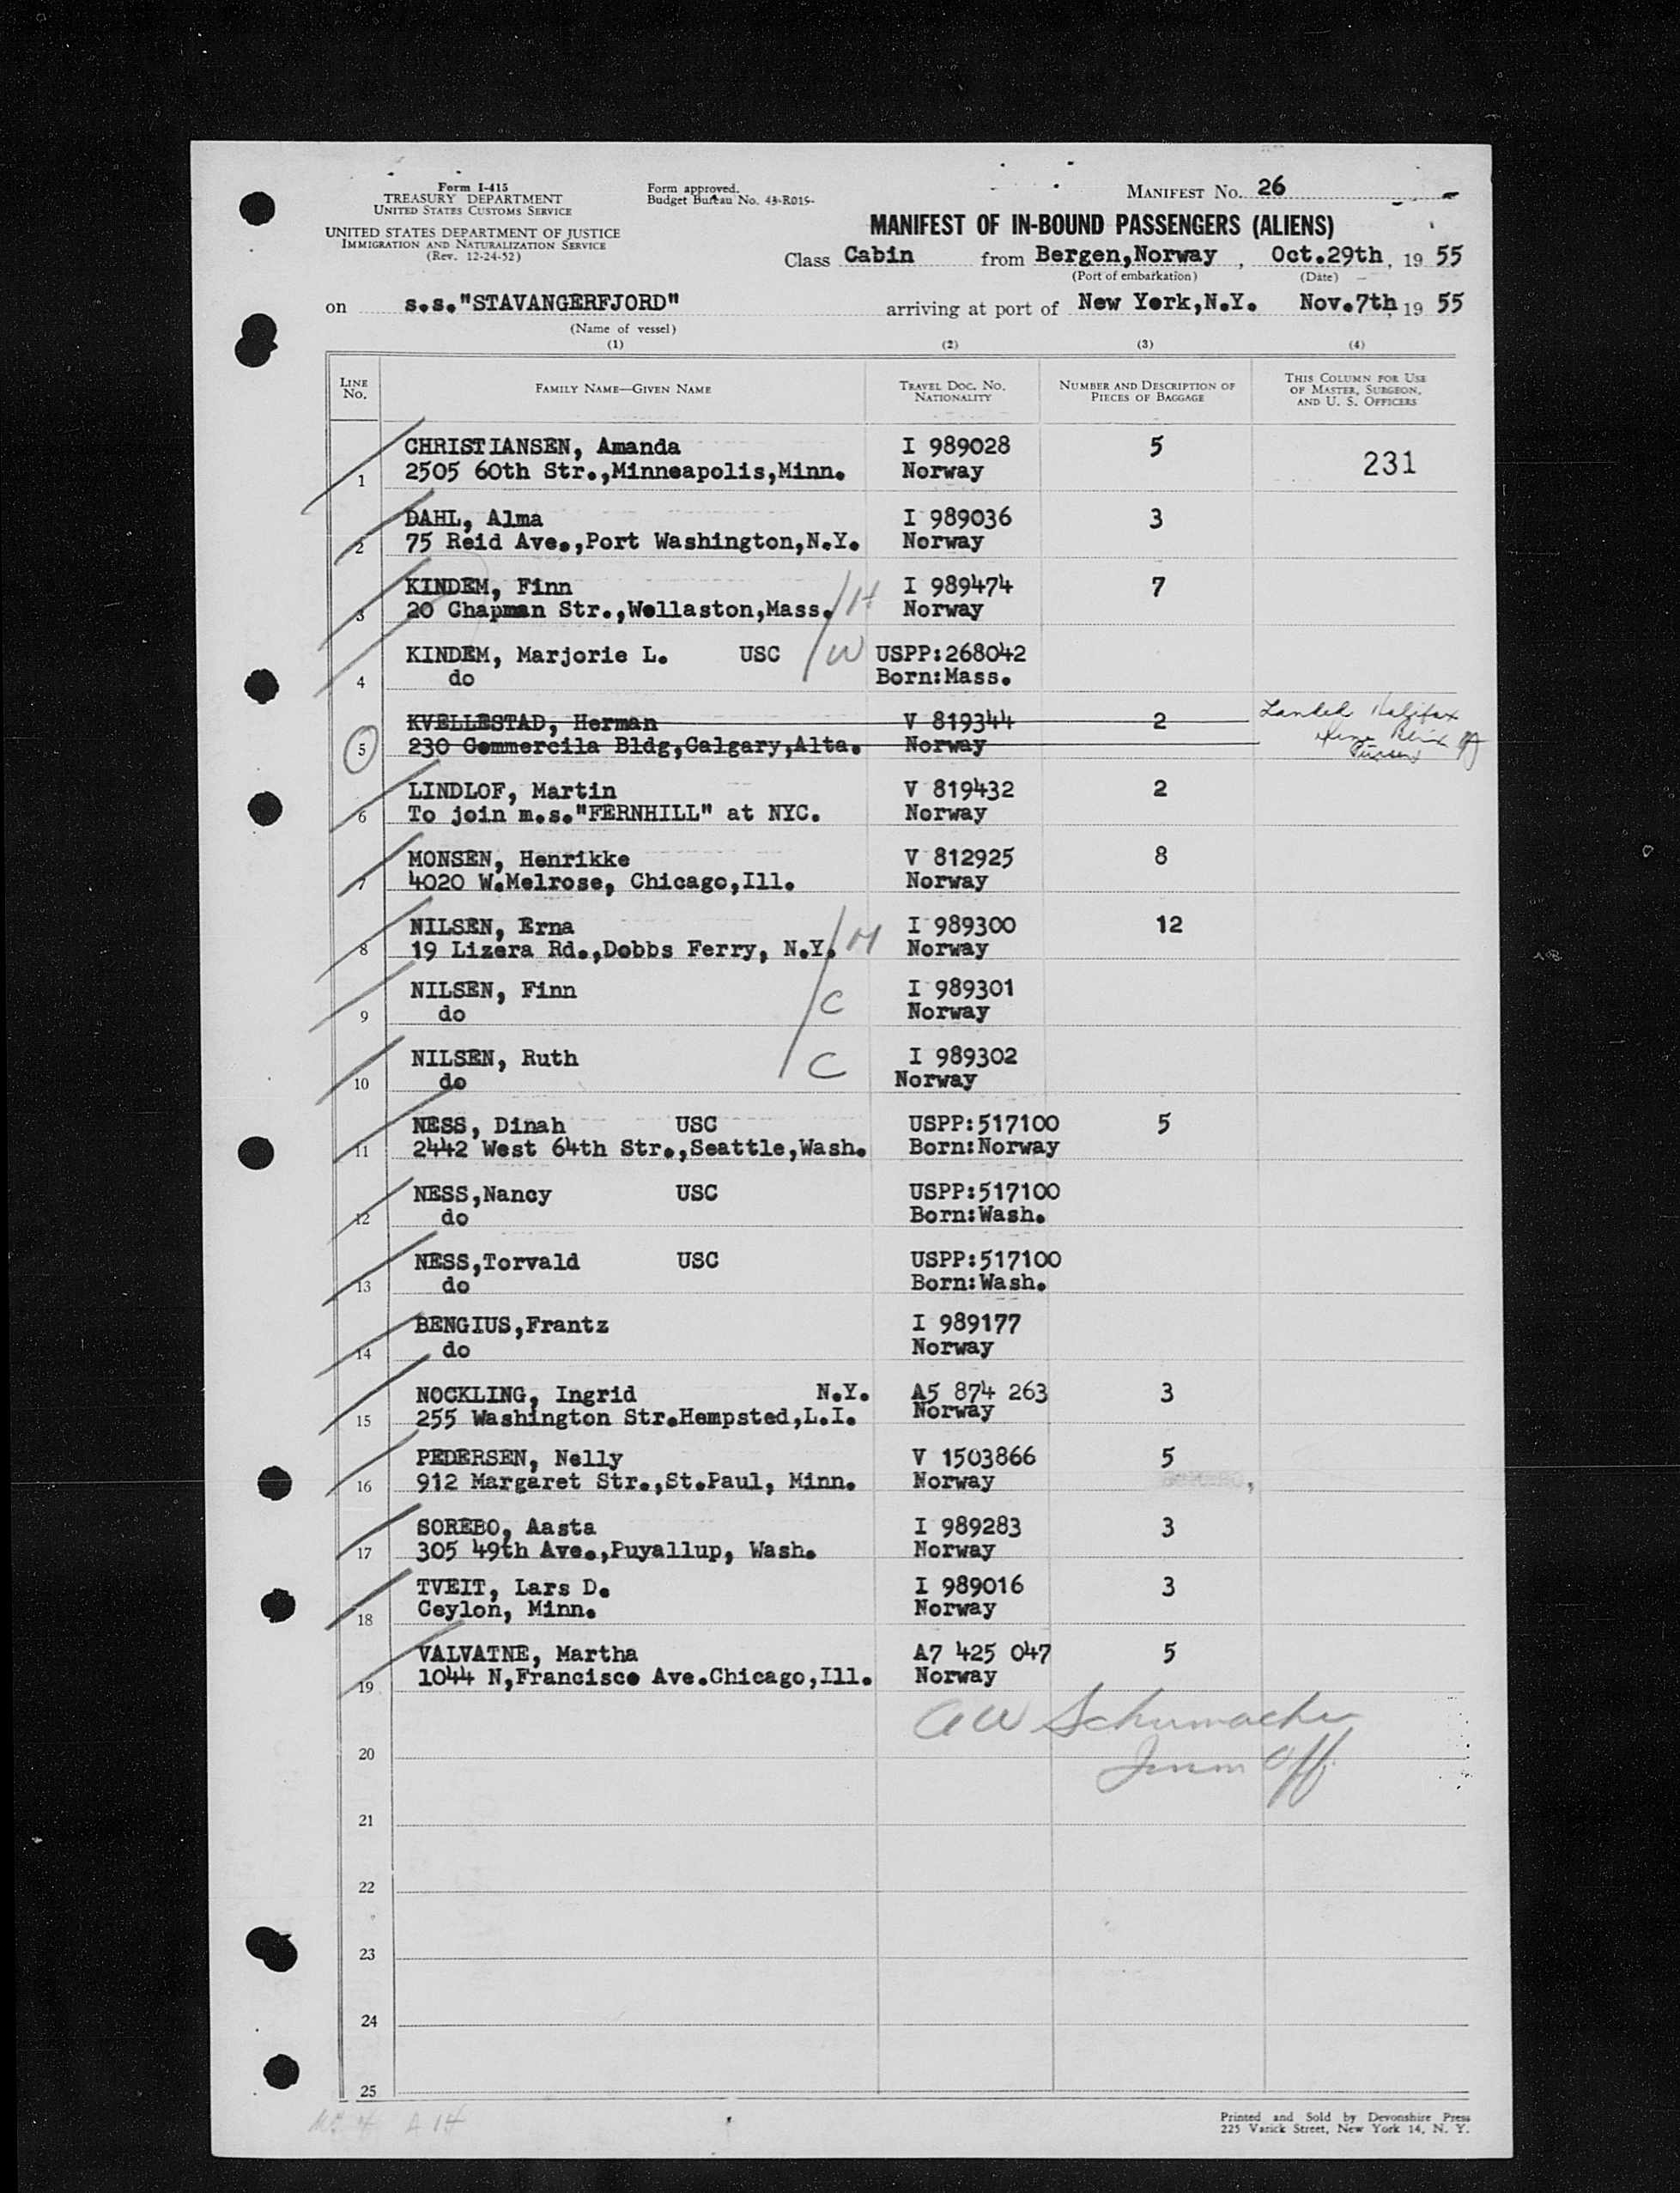 Form I-415
TREASURY DEPARTMENT
UNITED STATES CUSTOMS SERVICE
UNITED STATES DEPARTMENT OF JUSTICE
IMMIGRATION AND NATURALIZATION SERVICE
(Rev. 12-24-52)
Form approved.
Budget Bureau No. 43-R015-
MANIFEST No. 26
MANIFEST OF IN-BOUND PASSENGERS (ALIENS)
Class Cabin from Bergen,Norway , Oct.29th, 19 55
(Port of embarkation) (Date)
on s.s."STAVANGERFJORD" arriving at port of New York,N.Y. Nov.7th, 19 55
(Name of vessel)
(1) (2) (3) (4)
LINE No. FAMILY NAME—GIVEN NAME TRAVEL DOC. NO. NATIONALITY NUMBER AND DESCRIPTION OF PIECES OF BAGGAGE THIS COLUMN FOR USE OF MASTER, SURGEON, AND U. S. OFFICERS
CHRISTIANSEN, Amanda I 989028 5 231
1 2505 60th Str.,Minneapolis,Minn. Norway
DAHL, Alma I 989036 3
2 75 Reid Ave.,Port Washington,N.Y. Norway
KINDEM, Finn I 989474 7
3 20 Chapman Str.,Wollaston,Mass. H Norway
KINDEM, Marjorie L. USC W USPP:268042
4 do Born:Mass.
KVELLESTAD, Herman V 819344 2 Landed Halifax
5 230 Commercila Bldg,Calgary,Alta. Norway
LINDLOF, Martin V 819432 2
6 To join m.s."FERNHILL" at NYC. Norway
MONSEN, Henrikke V 812925 8
7 4020 W.Melrose, Chicago,Ill. Norway
NILSEN, Erna I 989300 12
8 19 Lizera Rd.,Dobbs Ferry, N.Y. M Norway
NILSEN, Finn I 989301
9 do C Norway
NILSEN, Ruth I 989302
10 do C Norway
NESS, Dinah USC USPP:517100 5
11 2442 West 64th Str.,Seattle,Wash. Born:Norway
NESS,Nancy USC USPP:517100
12 do Born:Wash.
NESS,Torvald USC USPP:517100
13 do Born:Wash.
BENGIUS,Frantz I 989177
14 do Norway
NOCKLING, Ingrid N.Y. A5 874 263 3
15 255 Washington Str.Hempsted,L.I. Norway
PEDERSEN, Nelly V 1503866 5
16 912 Margaret Str.,St.Paul, Minn. Norway
SOREBO, Aasta I 989283 3
17 305 49th Ave.,Puyallup, Wash. Norway
TVEIT, Lars D. I 989016 3
18 Ceylon, Minn. Norway
VALVATNE, Martha A7 425 047 5
19 1044 N,Francisco Ave.Chicago,Ill. Norway
AW Schumacher
20 Imm Off
21
22
23
24
25
A 14
Printed and Sold by Devonshire Press
225 Varick Street, New York 14, N. Y.